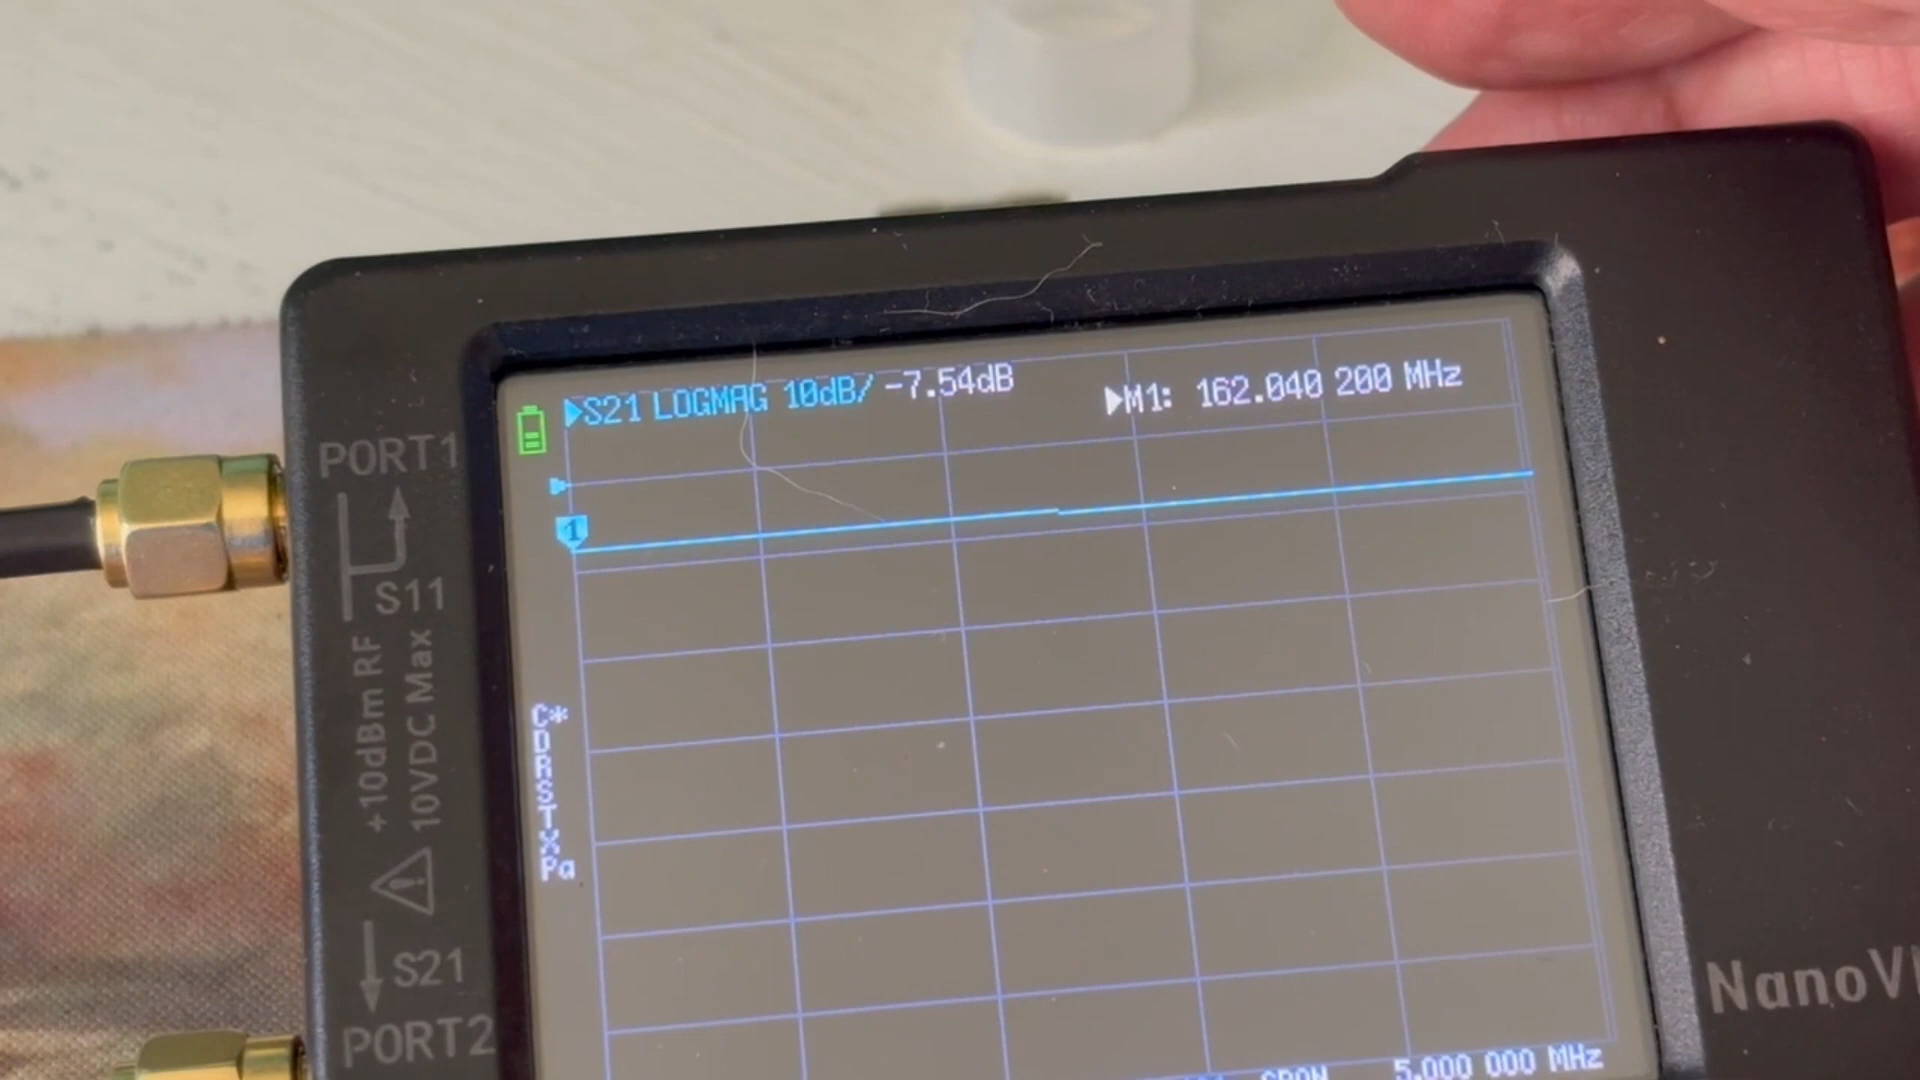 S21 LOGMAG 10dB/ -7.54dB
M1: 162.040 200 MHz
1
PORT1
S11
+10dBm RF
10VDC Max
C*
D
R
S
T
X
Pa
S21
PORT2
SPAN 5.000 000 MHz